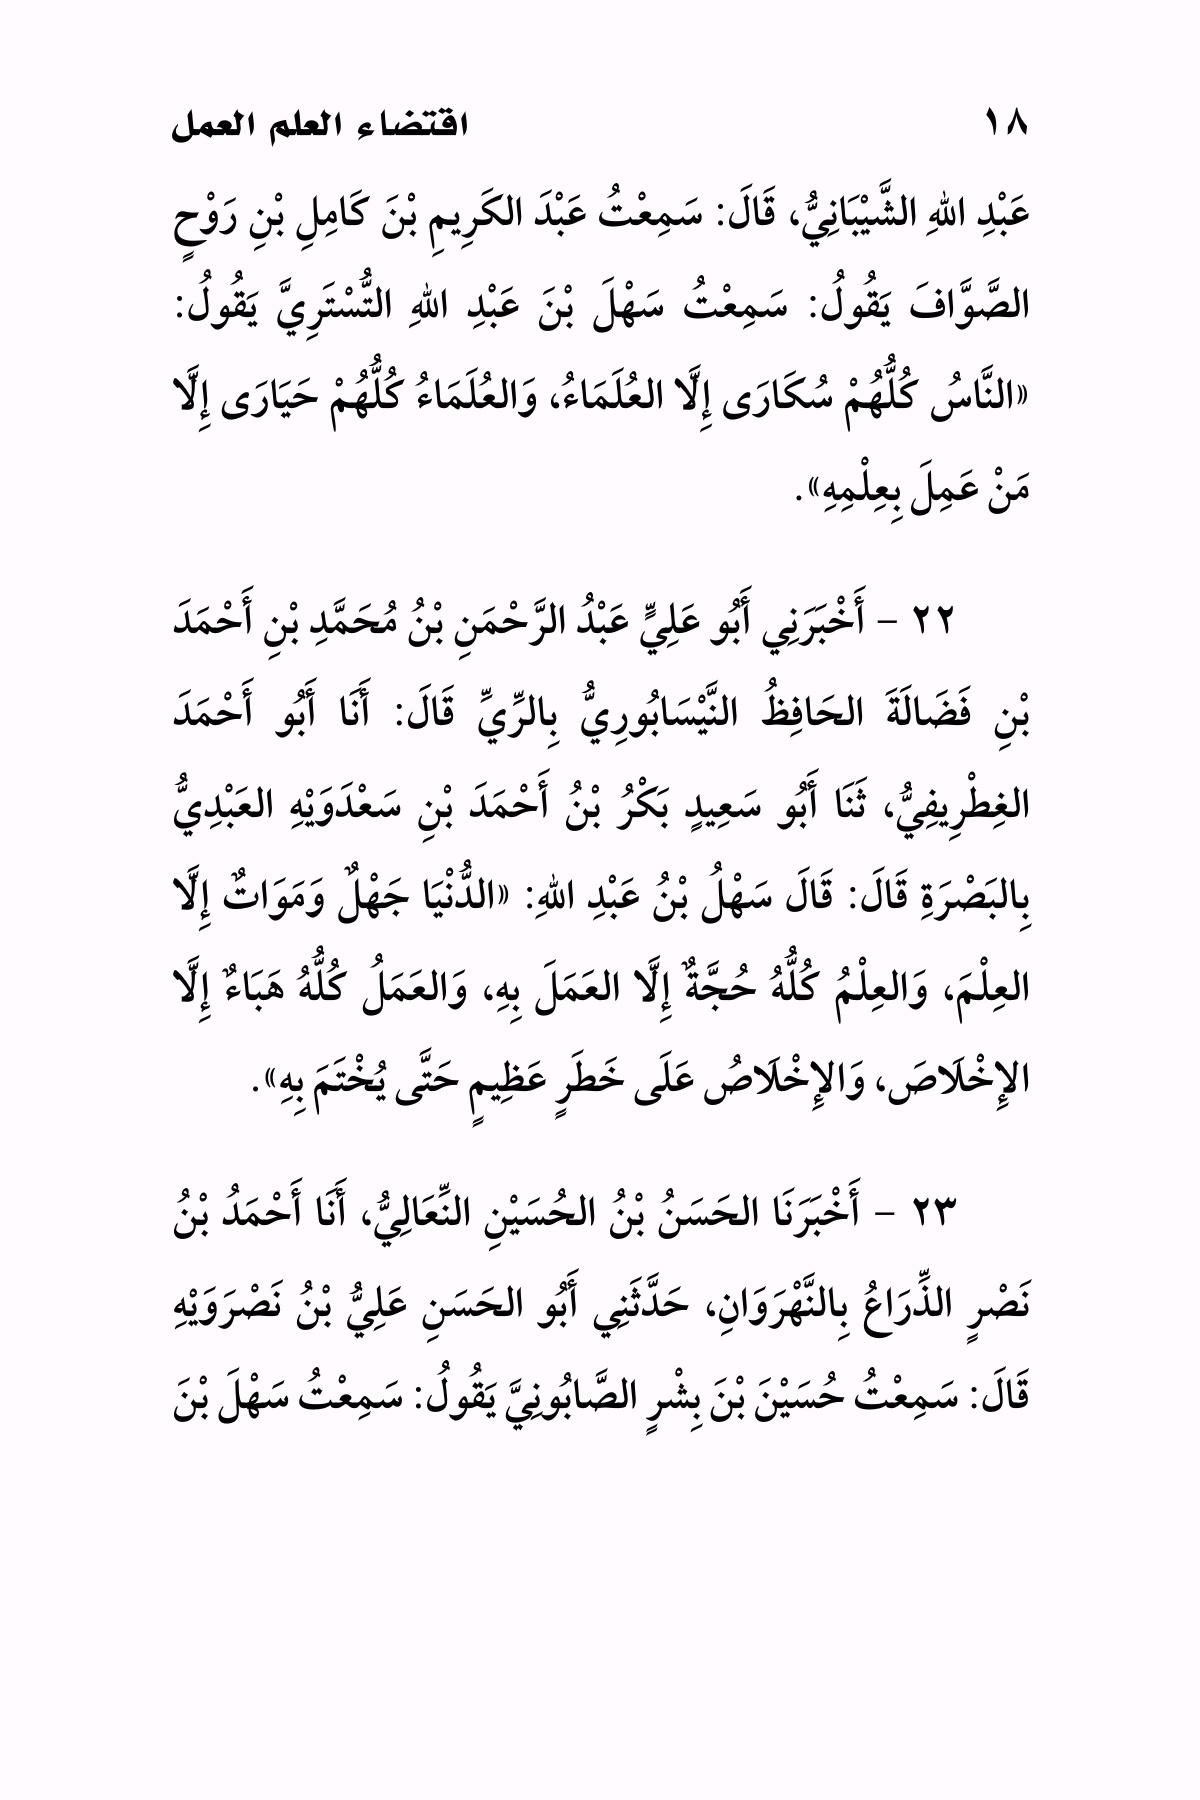 ١٨ اقتضاء العلم العمل
عَبْدِ اللهِ الشَّيْبَانِيُّ، قَالَ: سَمِعْتُ عَبْدَ الكَرِيمِ بْنَ كَامِلِ بْنِ رَوْحٍ
الصَّوَّافَ يَقُولُ: سَمِعْتُ سَهْلَ بْنَ عَبْدِ اللهِ التُّسْتَرِيَّ يَقُولُ:
«النَّاسُ كُلُّهُمْ سُكَارَى إِلَّا العُلَمَاءُ، وَالعُلَمَاءُ كُلُّهُمْ حَيَارَى إِلَّا
مَنْ عَمِلَ بِعِلْمِهِ».
٢٢ – أَخْبَرَنِي أَبُو عَلِيٍّ عَبْدُ الرَّحْمَنِ بْنُ مُحَمَّدِ بْنِ أَحْمَدَ
بْنِ فَضَالَةَ الحَافِظُ النَّيْسَابُورِيُّ بِالرِّيِّ قَالَ: أَنَا أَبُو أَحْمَدَ
الغِطْرِيفِيُّ، ثَنَا أَبُو سَعِيدٍ بَكْرُ بْنُ أَحْمَدَ بْنِ سَعْدَوَيْهِ العَبْدِيُّ
بِالبَصْرَةِ قَالَ: قَالَ سَهْلُ بْنُ عَبْدِ اللهِ: «الدُّنْيَا جَهْلٌ وَمَوَاتٌ إِلَّا
العِلْمَ، وَالعِلْمُ كُلُّهُ حُجَّةٌ إِلَّا العَمَلَ بِهِ، وَالعَمَلُ كُلُّهُ هَبَاءٌ إِلَّا
الإِخْلَاصَ، وَالإِخْلَاصُ عَلَى خَطَرٍ عَظِيمٍ حَتَّى يُخْتَمَ بِهِ».
٢٣ – أَخْبَرَنَا الحَسَنُ بْنُ الحُسَيْنِ النِّعَالِيُّ، أَنَا أَحْمَدُ بْنُ
نَصْرٍ الذِّرَاعُ بِالنَّهْرَوَانِ، حَدَّثَنِي أَبُو الحَسَنِ عَلِيُّ بْنُ نَصْرَوَيْهِ
قَالَ: سَمِعْتُ حُسَيْنَ بْنَ بِشْرٍ الصَّابُونِيَّ يَقُولُ: سَمِعْتُ سَهْلَ بْنَ